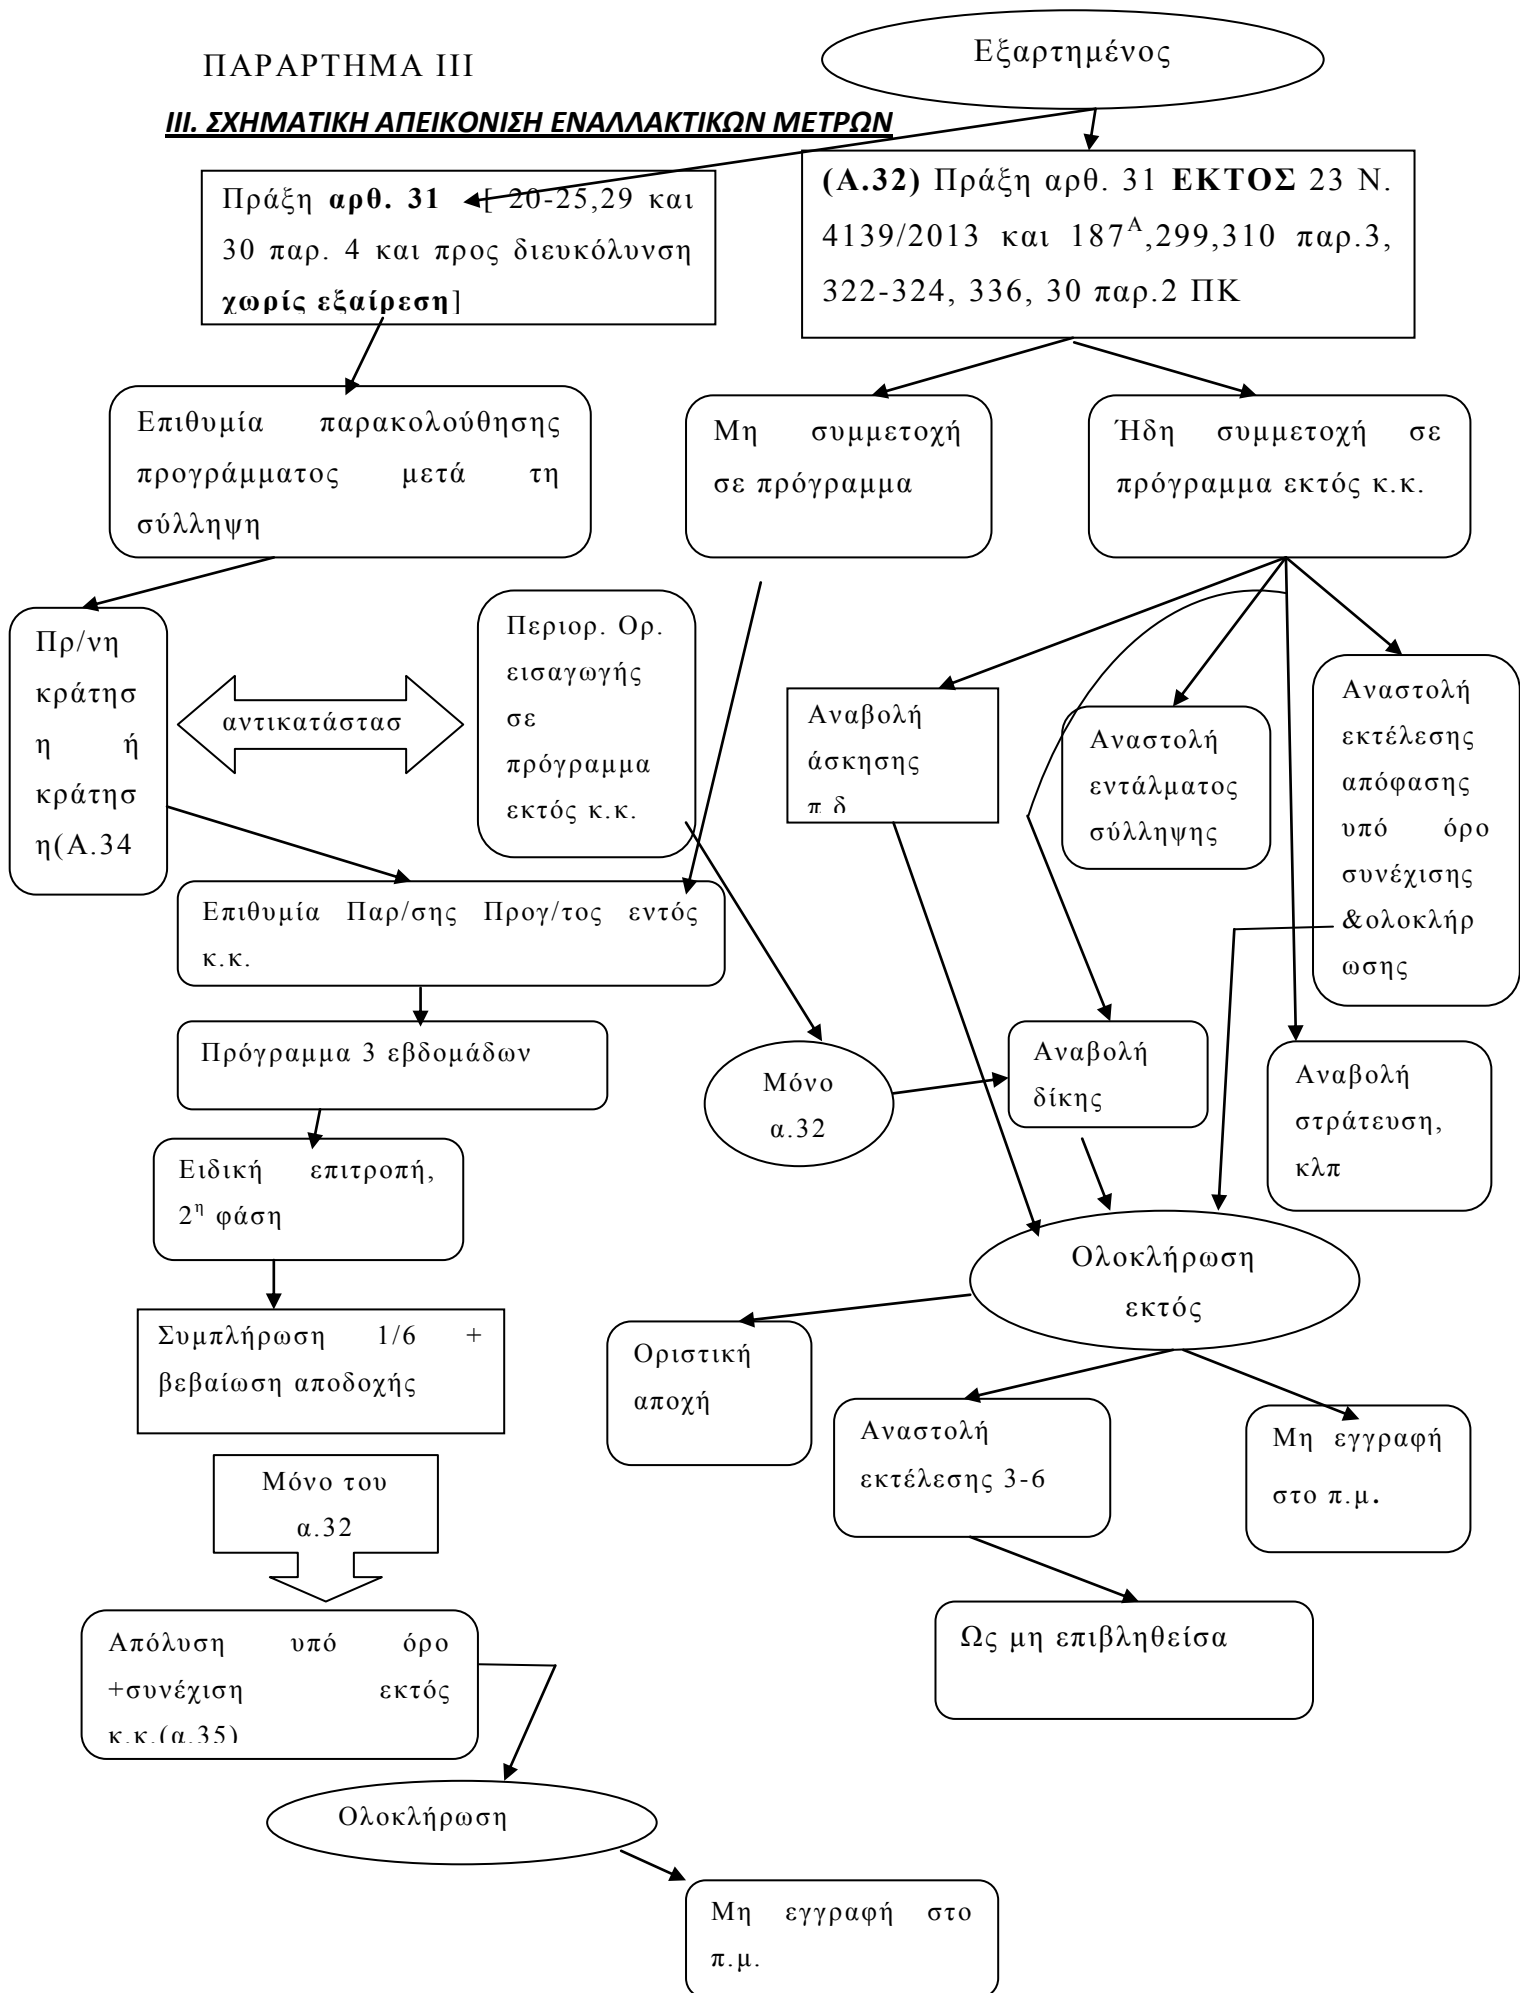 ΠΑΡΑΡΤΗΜΑ ΙΙΙ
ΙΙΙ. ΣΧΗΜΑΤΙΚΗ ΑΠΕΙΚΟΝΙΣΗ ΕΝΑΛΛΑΚΤΙΚΩΝ ΜΕΤΡΩΝ
Εξαρτημένος
Πράξη αρθ. 31 [ 20-25,29 και
30 παρ. 4 και προς διευκόλυνση
χωρίς εξαίρεση]
(Α.32) Πράξη αρθ. 31 ΕΚΤΟΣ 23 Ν.
4139/2013 και 187Α,299,310 παρ.3,
322-324, 336, 30 παρ.2 ΠΚ
Επιθυμία παρακολούθησης
προγράμματος μετά τη
σύλληψη
Μη συμμετοχή
σε πρόγραμμα
Ήδη συμμετοχή σε
πρόγραμμα εκτός κ.κ.
Πρ/νη
κράτησ
η ή
κράτησ
η(Α.34
αντικατάστασ
Περιορ. Ορ.
εισαγωγής
σε
πρόγραμμα
εκτός κ.κ.
Αναβολή
άσκησης
π.δ
Αναστολή
εντάλματος
σύλληψης
Αναστολή
εκτέλεσης
απόφασης
υπό όρο
συνέχισης
&ολοκλήρ
ωσης
Επιθυμία Παρ/σης Προγ/τος εντός
κ.κ.
Πρόγραμμα 3 εβδομάδων
Μόνο
α.32
Αναβολή
δίκης
Αναβολή
στράτευση,
κλπ
Ειδική επιτροπή,
2η φάση
Ολοκλήρωση
εκτός
Συμπλήρωση 1/6 +
βεβαίωση αποδοχής
Οριστική
αποχή
Αναστολή
εκτέλεσης 3-6
Μη εγγραφή
στο π.μ.
Μόνο του
α.32
Ως μη επιβληθείσα
Απόλυση υπό όρο
+συνέχιση εκτός
κ.κ.(α.35)
Ολοκλήρωση
Μη εγγραφή στο
π.μ.